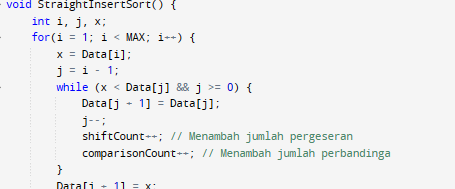 void StraightInsertSort() {
int i, j, x;
for(i = 1; i < MAX; i++) {
x = Data[i];
j = i - 1;
while (x < Data[j] && j >= 0) {
Data[j + 1] = Data[j];
j--;
shiftCount++; // Menambah jumlah pergeseran
comparisonCount++; // Menambah jumlah perbandinga
}
Data[j + 1] = x;